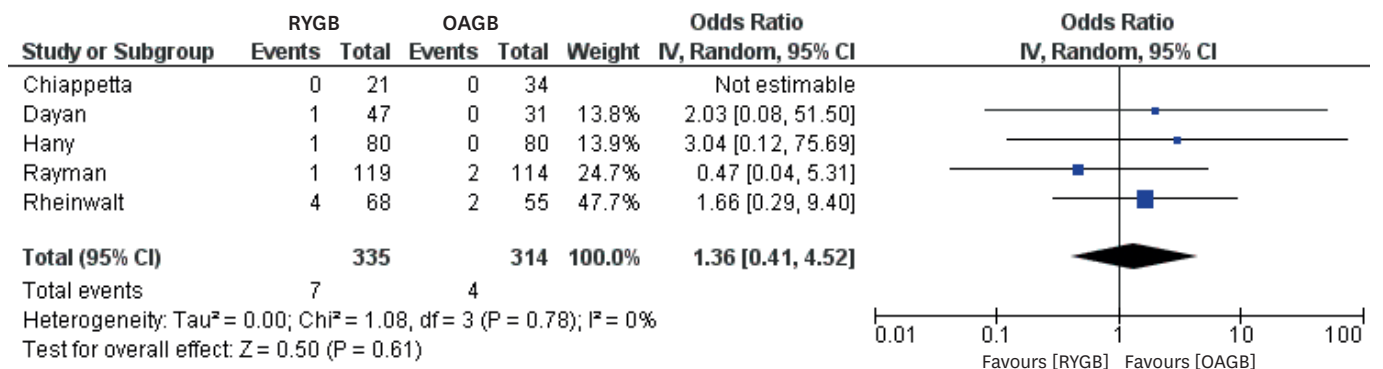 RYGB OAGB Odds Ratio Odds Ratio
Study or Subgroup Events Total Events Total Weight IV, Random, 95% CI IV, Random, 95% CI
Chiappetta 0 21 0 34 Not estimable
Dayan 1 47 0 31 13.8% 2.03 [0.08, 51.50]
Hany 1 80 0 80 13.9% 3.04 [0.12, 75.69]
Rayman 1 119 2 114 24.7% 0.47 [0.04, 5.31]
Rheinwalt 4 68 2 55 47.7% 1.66 [0.29, 9.40]
Total (95% CI) 335 314 100.0% 1.36 [0.41, 4.52]
Total events 7 4
Heterogeneity: Tau² = 0.00; Chi² = 1.08, df = 3 (P = 0.78); I² = 0%
Test for overall effect: Z = 0.50 (P = 0.61)
0.01 0.1 1 10 100
Favours [RYGB] Favours [OAGB]